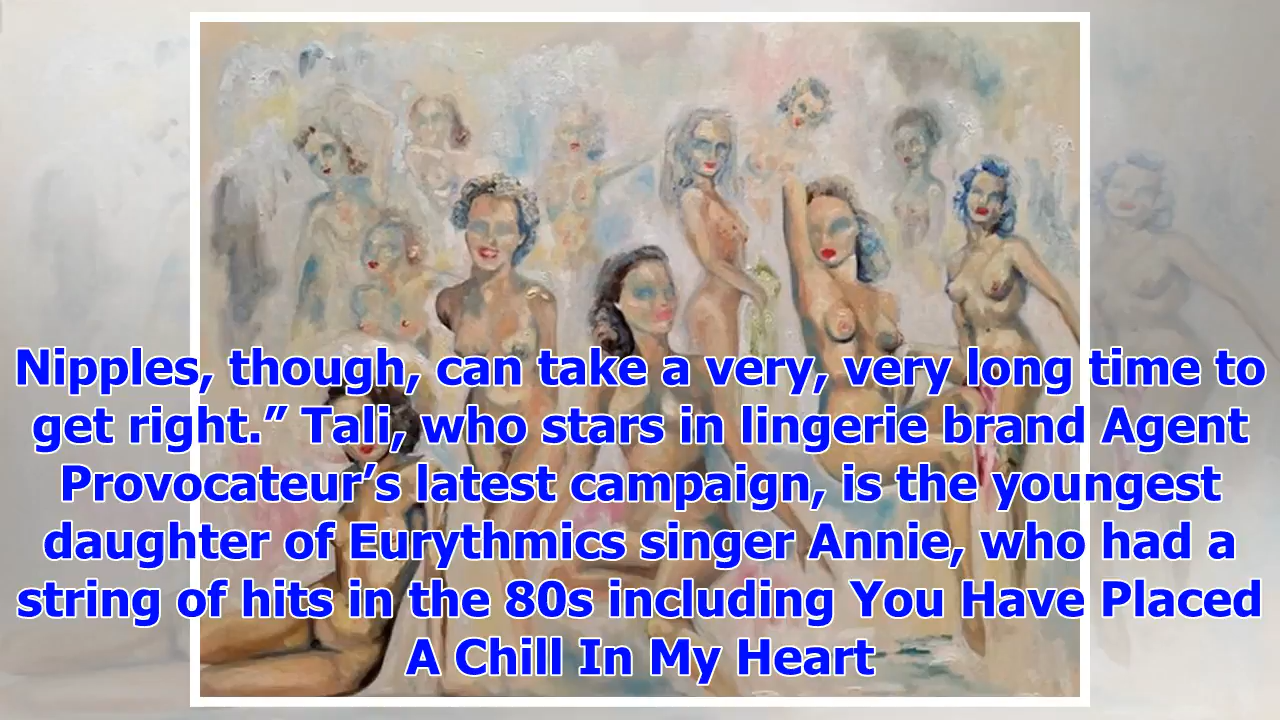 Nipples, though, can take a very, very long time to
get right.” Tali, who stars in lingerie brand Agent
Provocateur’s latest campaign, is the youngest
daughter of Eurythmics singer Annie, who had a
string of hits in the 80s including You Have Placed
A Chill In My Heart